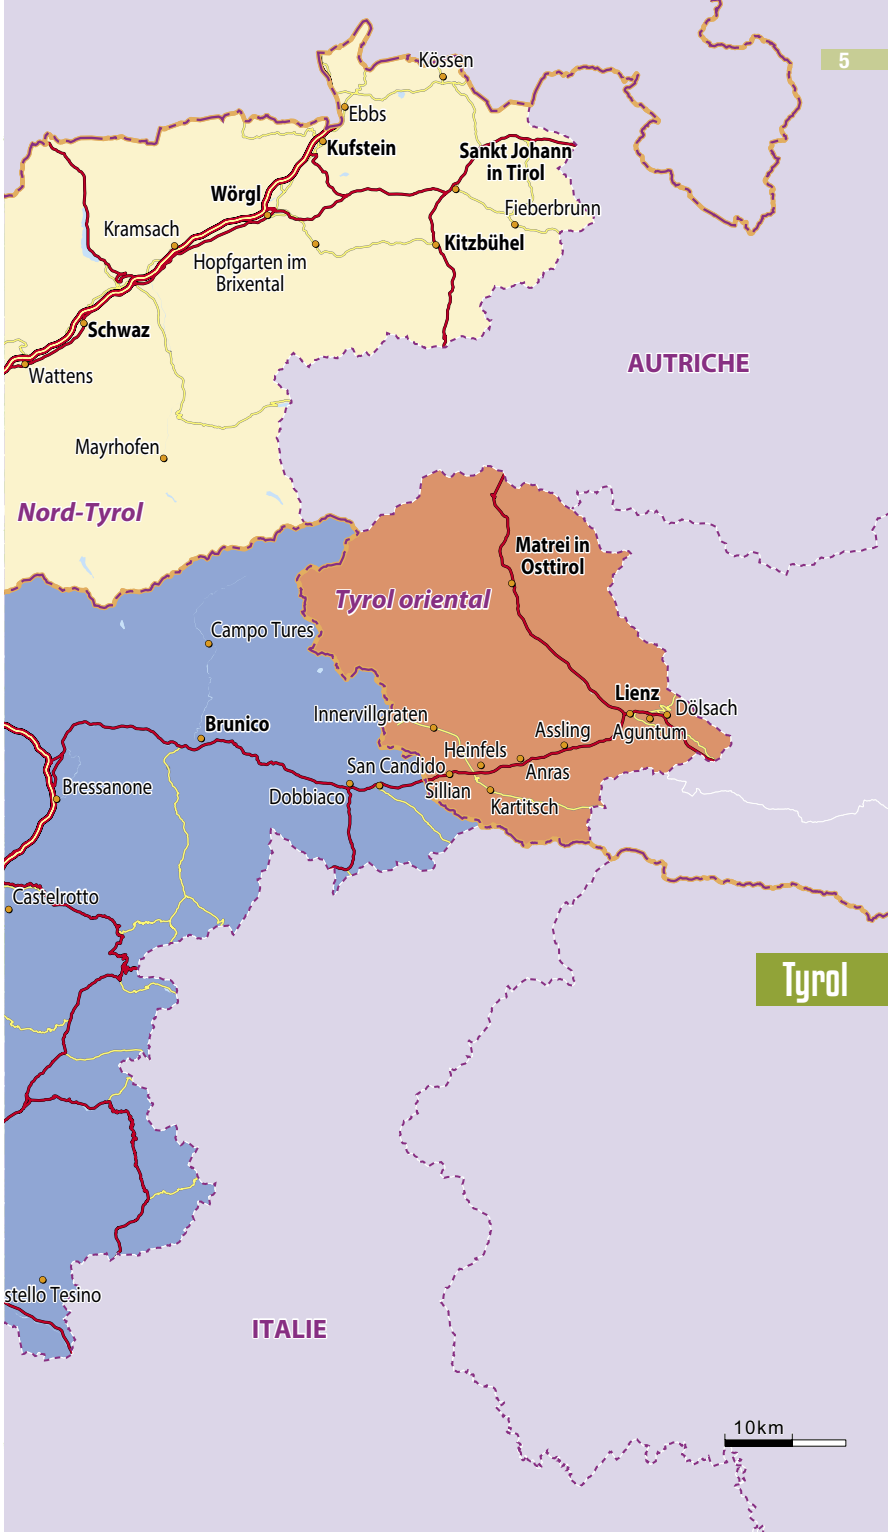 5
Kössen
Ebbs
Kufstein
Sankt Johann
in Tirol
Wörgl
Fieberbrunn
Kramsach
Kitzbühel
Hopfgarten im
Brixental
Schwaz
AUTRICHE
Wattens
Mayrhofen
Nord-Tyrol
Matrei in
Osttirol
Tyrol oriental
Campo Tures
Lienz
Dölsach
Innervillgraten
Brunico
Assling
Aguntum
Heinfels
San Candido
Anras
Bressanone
Dobbiaco
Sillian
Kartitsch
Castelrotto
Tyrol
stello Tesino
ITALIE
10km